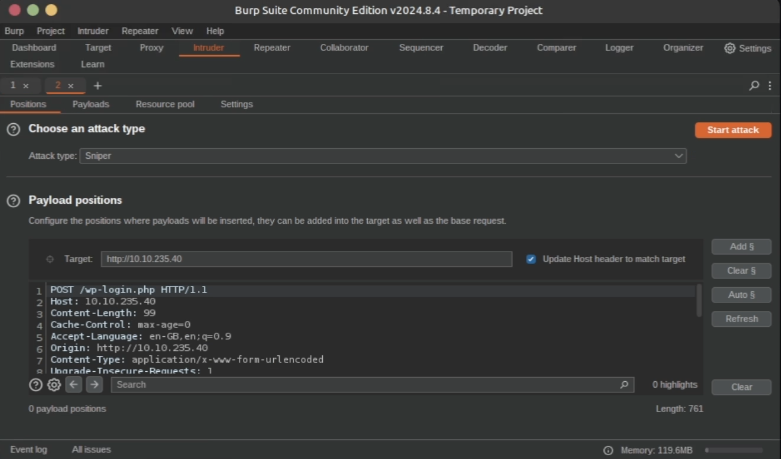 Burp Suite Community Edition v2024.8.4 - Temporary Project
Burp Project Intruder Repeater View Help
Dashboard Target Proxy Intruder Repeater Collaborator Sequencer Decoder Comparer Logger Organizer Settings
Extensions Learn
1 × 2 × +
Positions Payloads Resource pool Settings
? Choose an attack type Start attack
Attack type: Sniper
? Payload positions
Configure the positions where payloads will be inserted, they can be added into the target as well as the base request.
Add §
Target: http://10.10.235.40 Update Host header to match target
Clear §
1 POST /wp-login.php HTTP/1.1
Auto §
2 Host: 10.10.235.40
3 Content-Length: 99
Refresh
4 Cache-Control: max-age=0
5 Accept-Language: en-GB,en;q=0.9
6 Origin: http://10.10.235.40
7 Content-Type: application/x-www-form-urlencoded
8 Upgrade-Insecure-Requests: 1
? Search 0 highlights Clear
0 payload positions Length: 761
Event log All issues Memory: 119.6MB